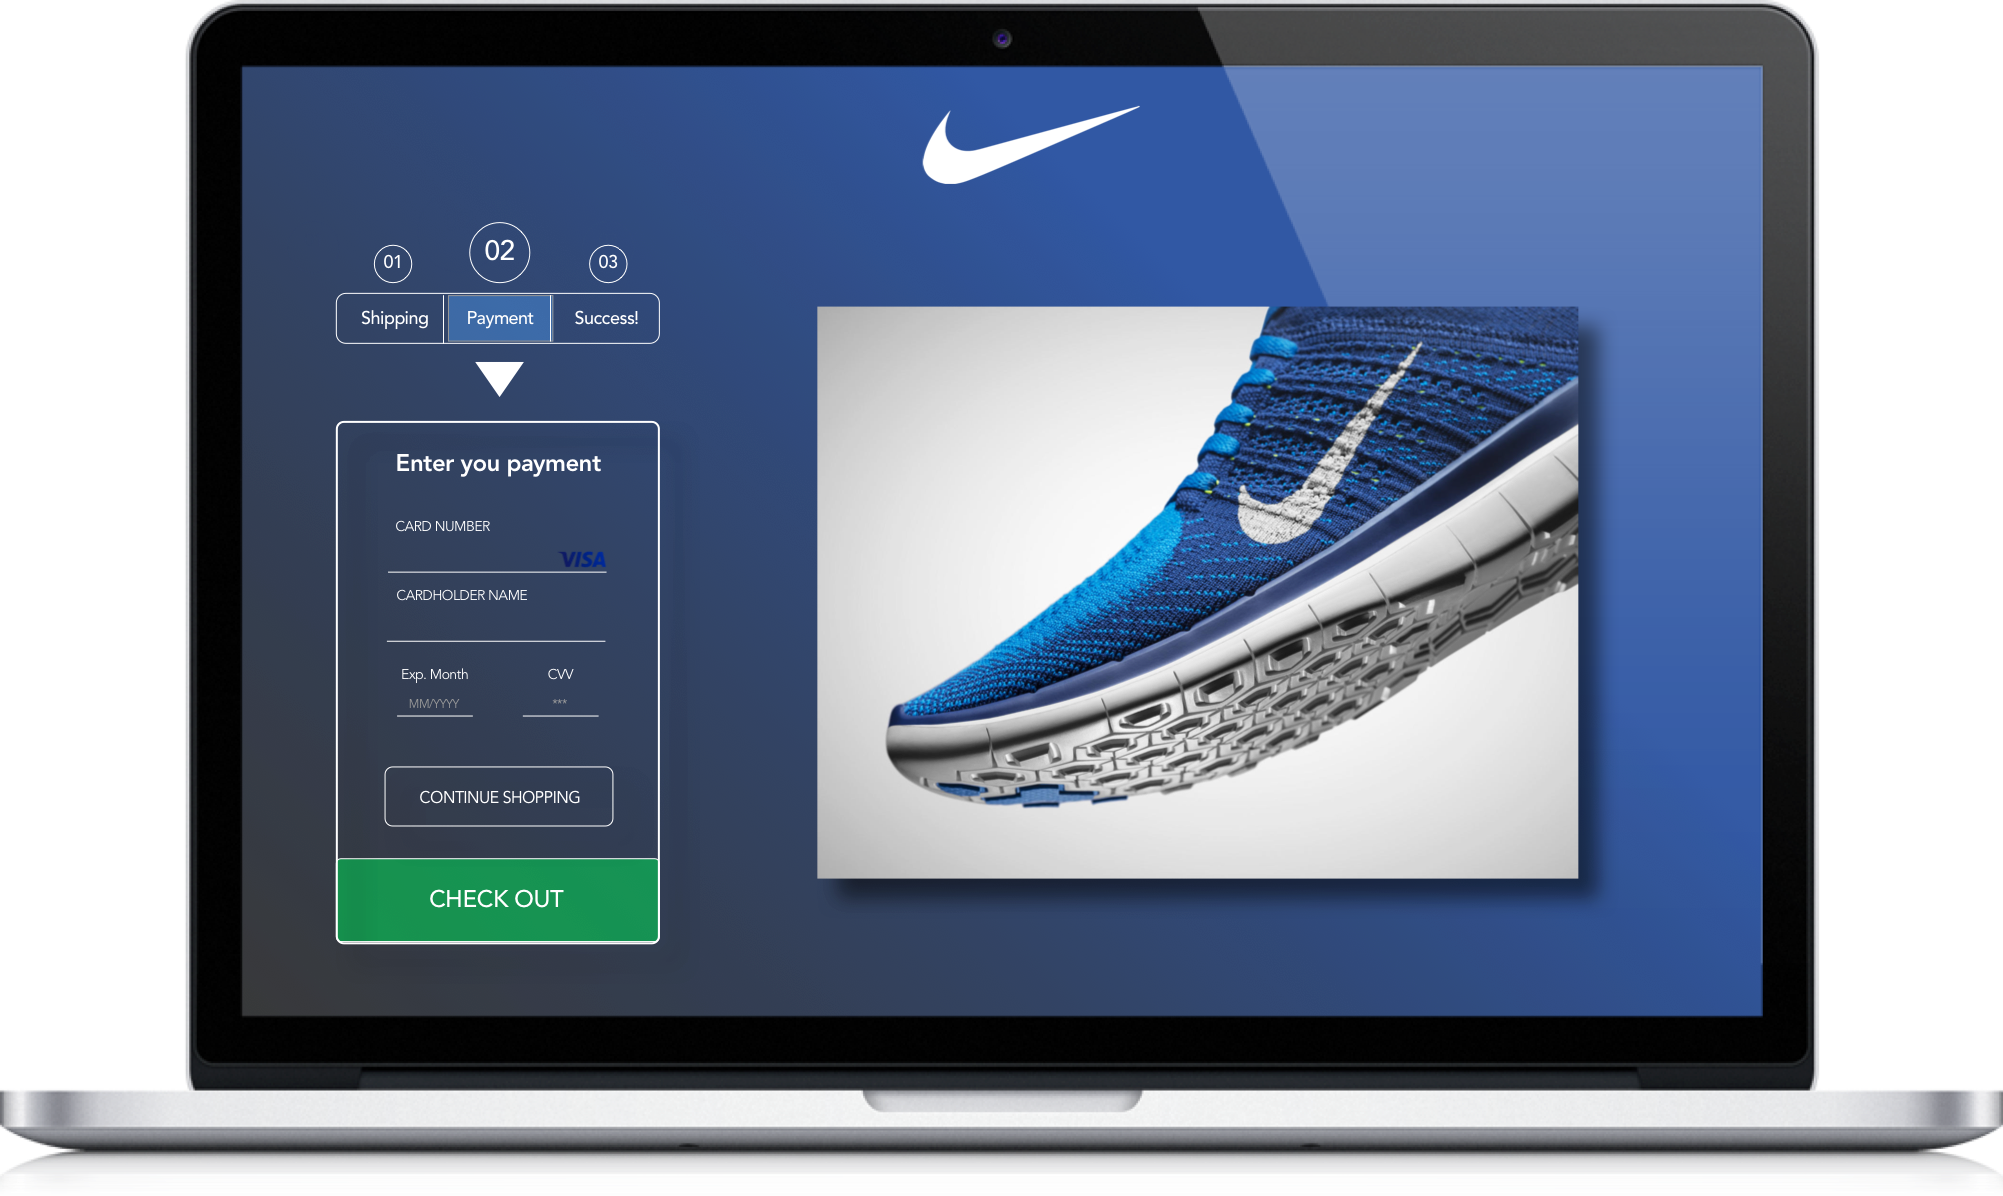 01
02
03
Shipping
Payment
Success!
Enter you payment
CARD NUMBER
VISA
CARDHOLDER NAME
Exp. Month
CVV
MM/YYYY
***
CONTINUE SHOPPING
CHECK OUT